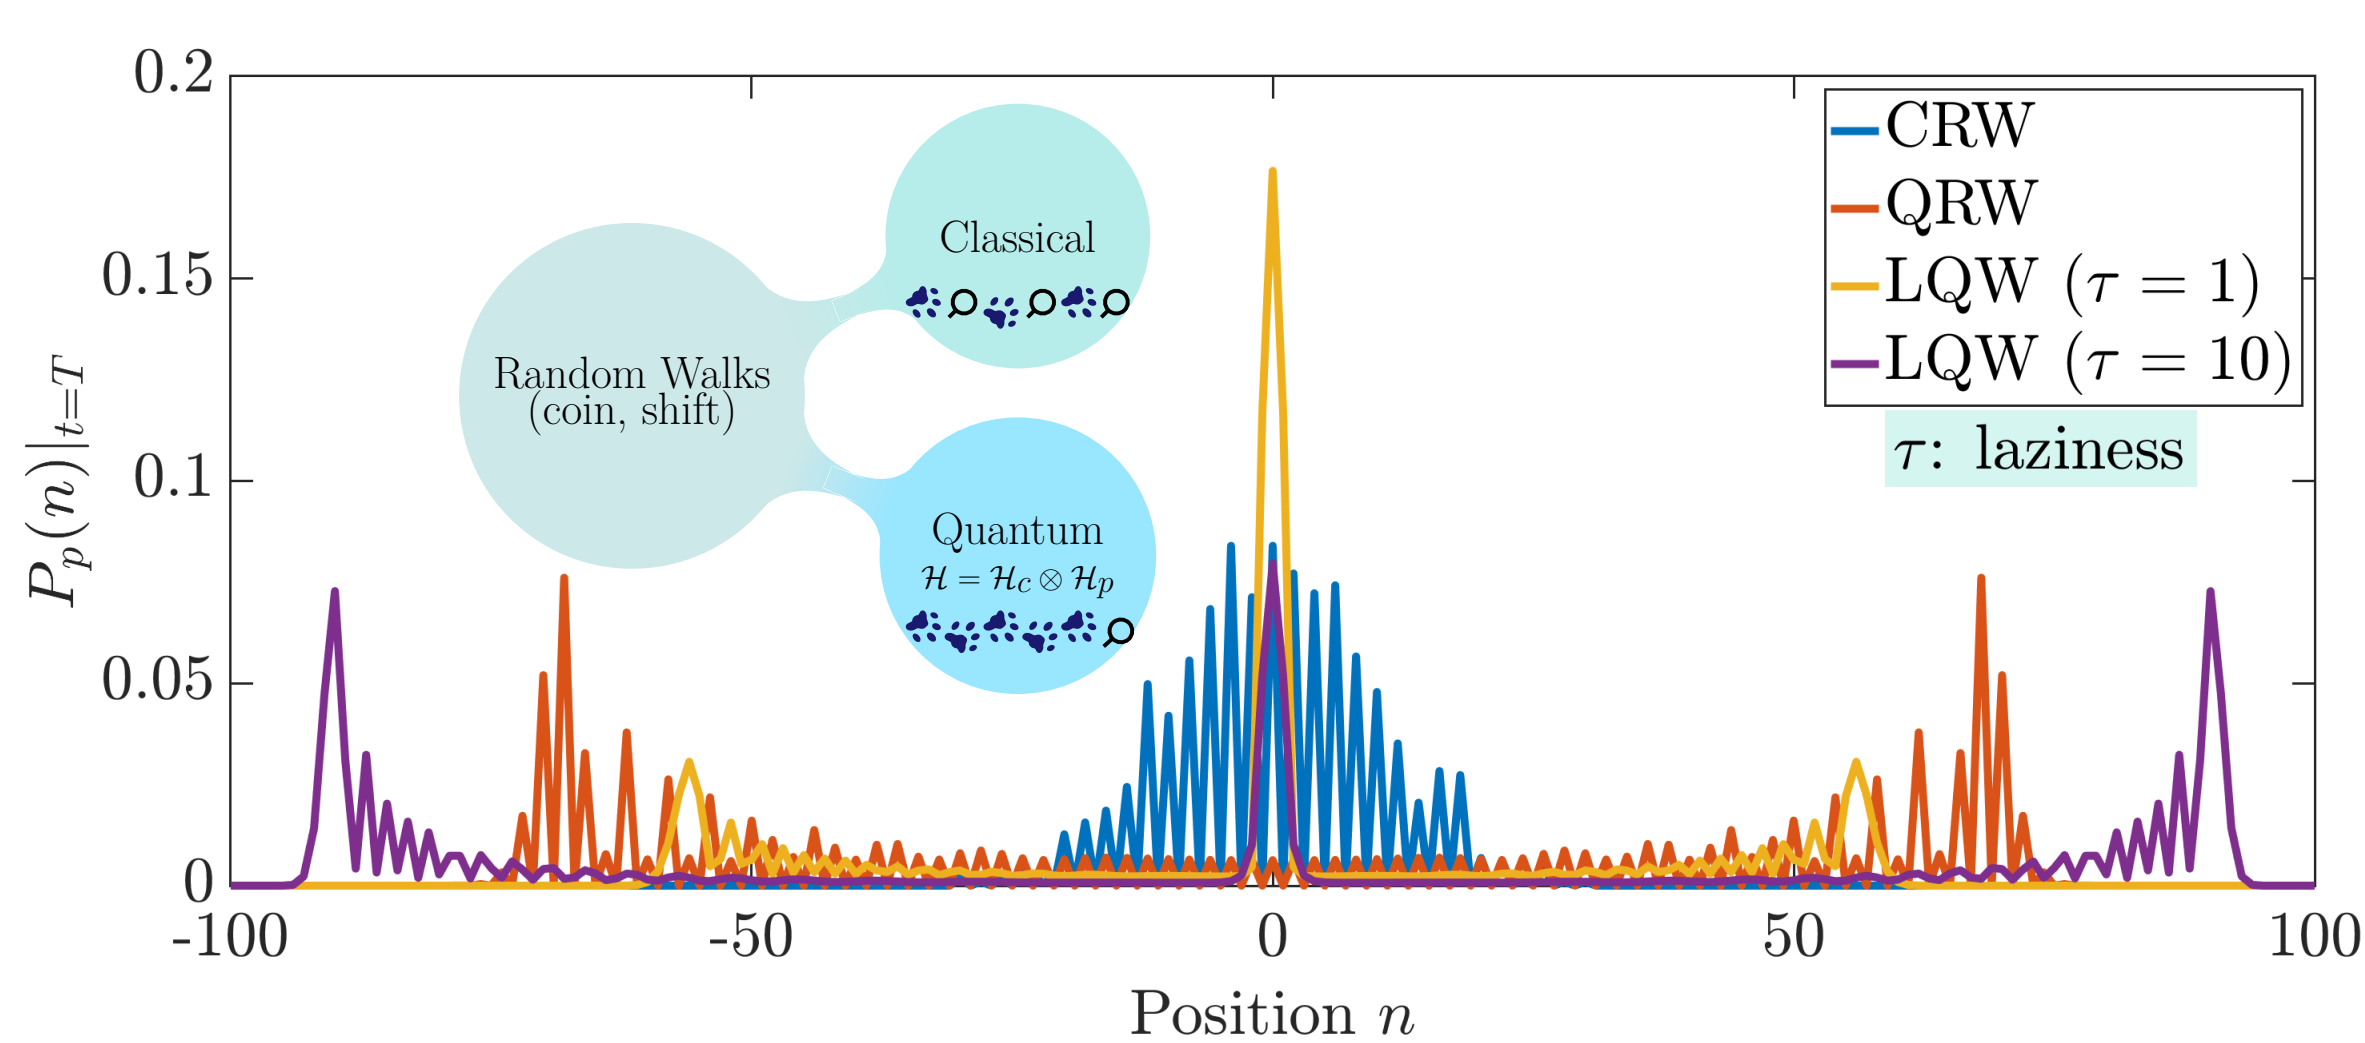 0.2
0.15
0.1
0.05
0
-100
-50
0
50
100
P_p(n)|_{t=T}
Position n
Random Walks
(coin, shift)
Classical
Quantum
ℋ = ℋ_c ⊗ ℋ_p
CRW
QRW
LQW (τ = 1)
LQW (τ = 10)
τ: laziness